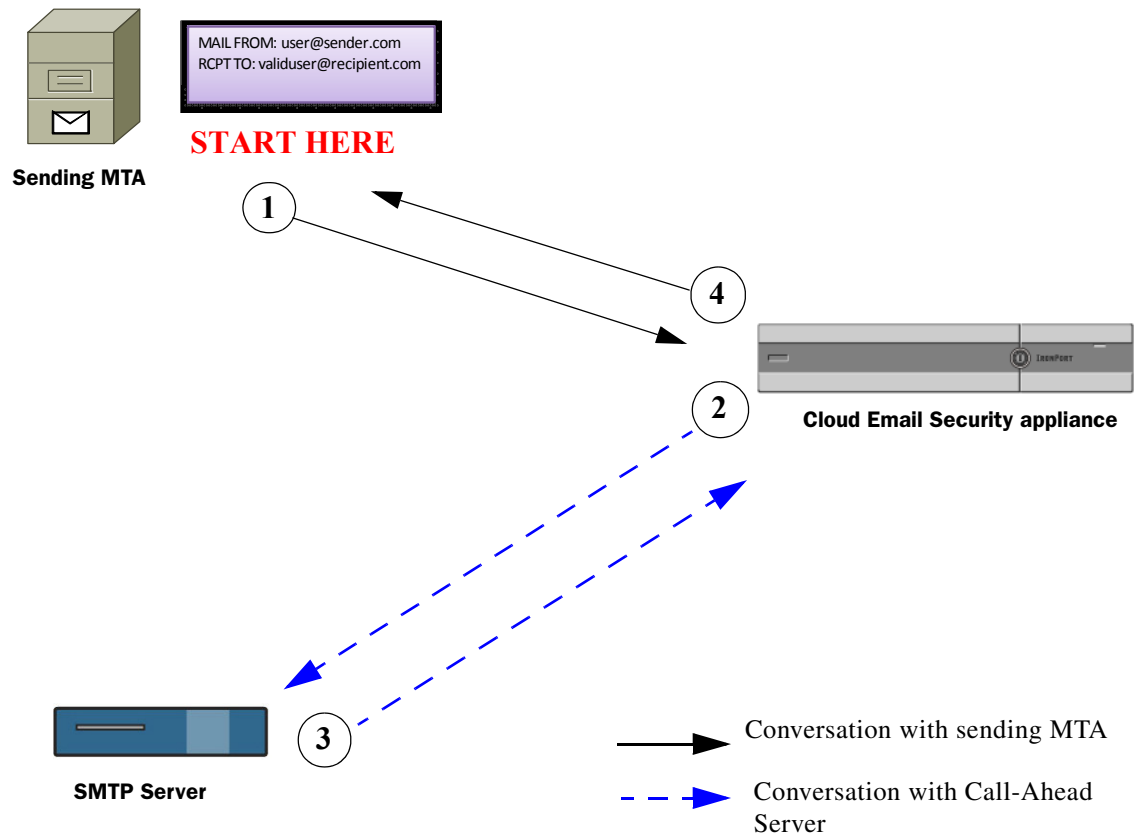 MAIL FROM: user@sender.com
RCPT TO: validuser@recipient.com
START HERE
Sending MTA
1
4
IRONPORT
2
Cloud Email Security appliance
3
SMTP Server
Conversation with sending MTA
Conversation with Call-Ahead
Server